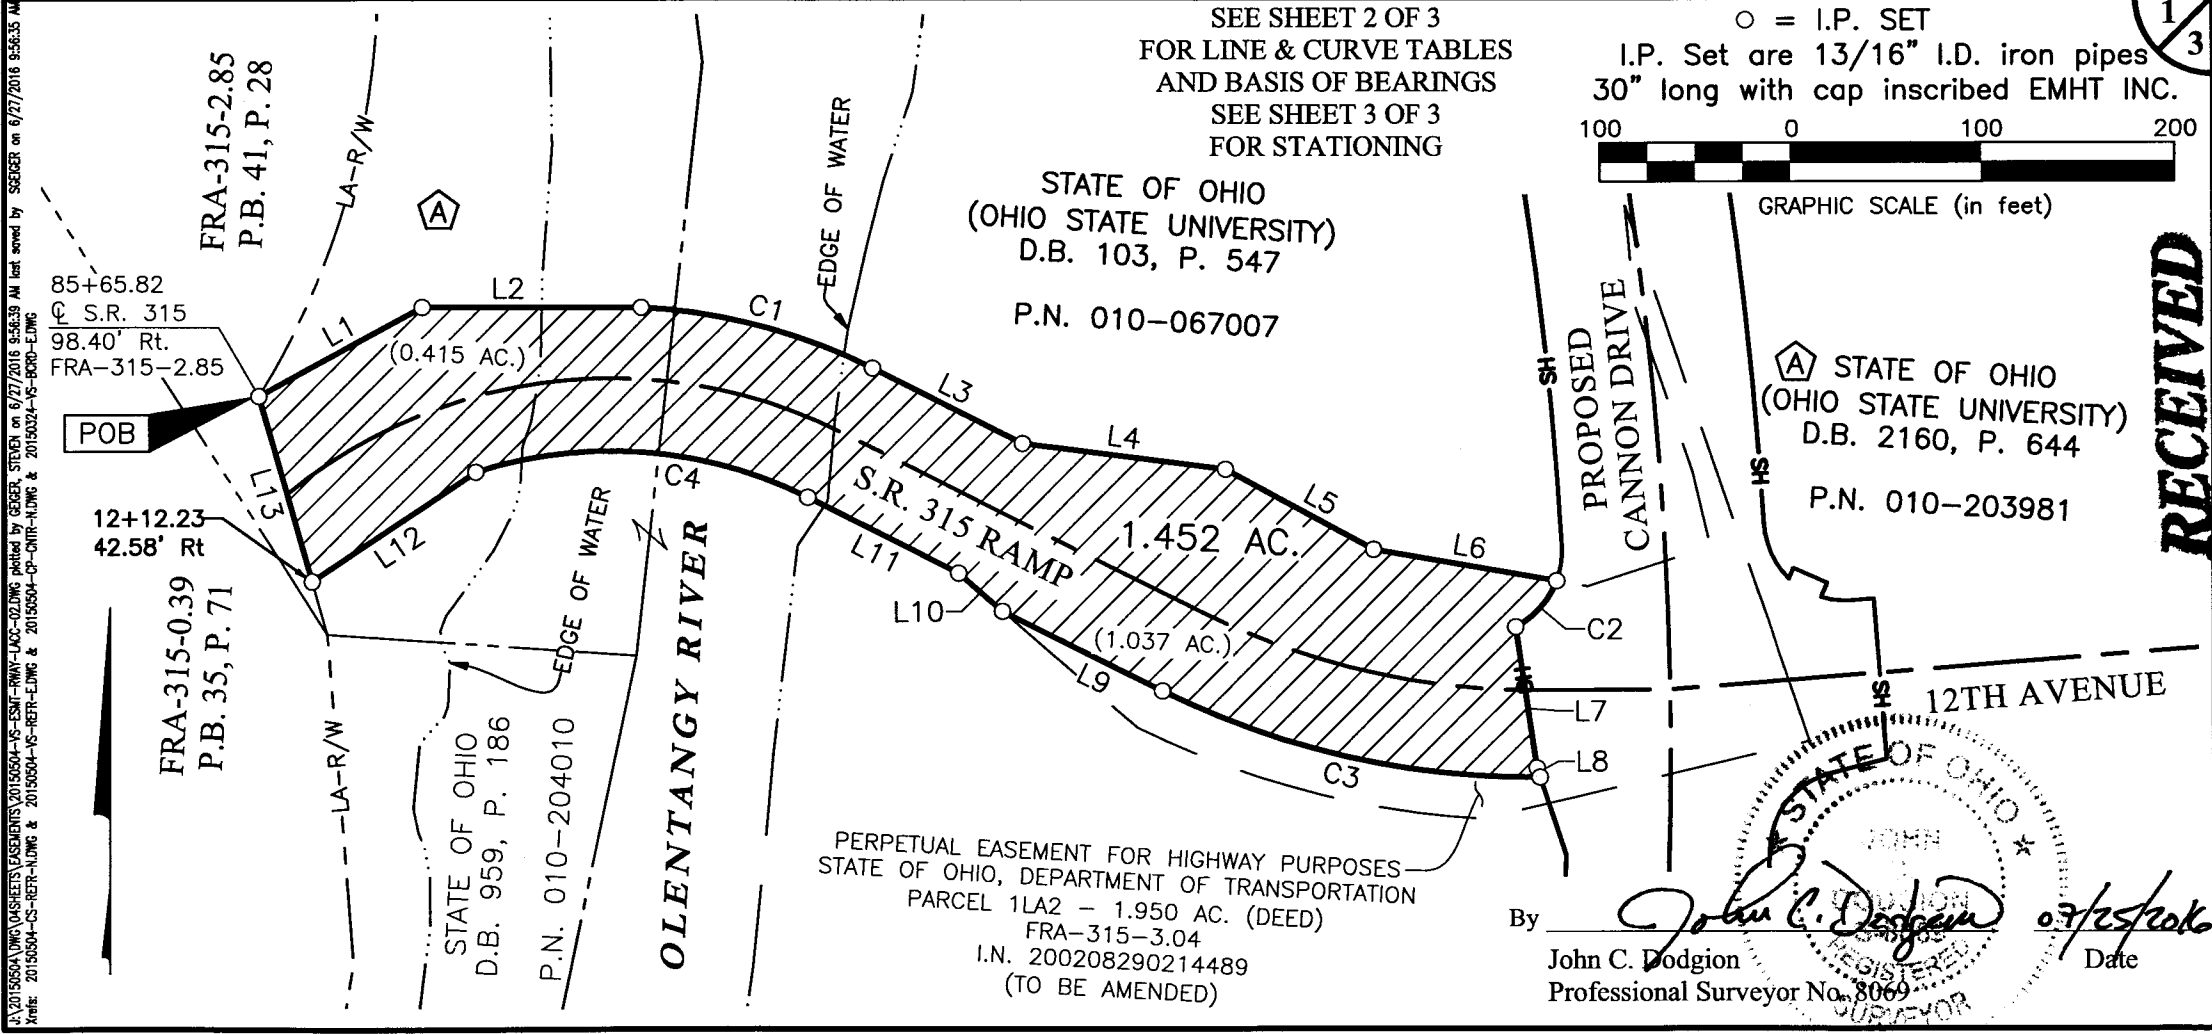 SEE SHEET 2 OF 3
FOR LINE & CURVE TABLES
AND BASIS OF BEARINGS
SEE SHEET 3 OF 3
FOR STATIONING
○ = I.P. SET
I.P. Set are 13/16" I.D. iron pipes
30" long with cap inscribed EMHT INC.
1
3
100 0 100 200
GRAPHIC SCALE (in feet)
FRA-315-2.85
P.B. 41, P. 28
LA-R/W
A
EDGE OF WATER
STATE OF OHIO
(OHIO STATE UNIVERSITY)
D.B. 103, P. 547
P.N. 010-067007
85+65.82
℄ S.R. 315
98.40' Rt.
FRA-315-2.85
POB
L1
L2
C1
(0.415 AC.)
L3
L4
L5
L6
C2
L7
L8
C3
L9
L10
L11
C4
L12
L13
S.R. 315 RAMP
1.452 AC.
(1.037 AC.)
12+12.23
42.58' Rt
SH
SH
SH
SH
PROPOSED
CANNON DRIVE
A STATE OF OHIO
(OHIO STATE UNIVERSITY)
D.B. 2160, P. 644
P.N. 010-203981
RECEIVED
12TH AVENUE
FRA-315-0.39
P.B. 35, P. 71
LA-R/W
EDGE OF WATER
STATE OF OHIO
D.B. 959, P. 186
P.N. 010-204010
OLENTANGY RIVER
PERPETUAL EASEMENT FOR HIGHWAY PURPOSES
STATE OF OHIO, DEPARTMENT OF TRANSPORTATION
PARCEL 1LA2 - 1.950 AC. (DEED)
FRA-315-3.04
I.N. 200208290214489
(TO BE AMENDED)
STATE OF OHIO
JOHN
REGISTERED
SURVEYOR
By John C. Dodgion 07/25/2016
John C. Dodgion Date
Professional Surveyor No. 8069